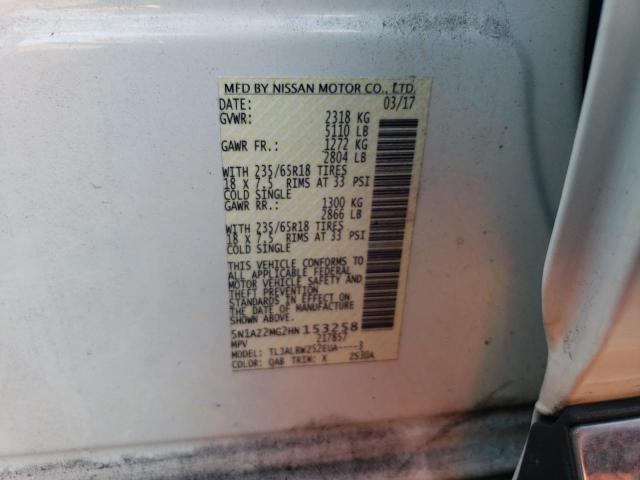 MFD BY NISSAN MOTOR CO., LTD.
DATE: 03/17
GVWR: 2318 KG
5110 LB
GAWR FR.: 1272 KG
2804 LB
WITH 235/65R18 TIRES
18 X 7.5 RIMS AT 33 PSI
COLD SINGLE
GAWR RR.: 1300 KG
2866 LB
WITH 235/65R18 TIRES
18 X 7.5 RIMS AT 33 PSI
COLD SINGLE
THIS VEHICLE CONFORMS TO
ALL APPLICABLE FEDERAL
MOTOR VEHICLE SAFETY AND
THEFT PREVENTION STANDARDS
IN EFFECT ON THE DATE OF
MANUFACTURE
SHOWN ABOVE.
5N1AZ2MG2HN153258
MPV 217857
MODEL: TL3ALRW2S2EUA-----3
COLOR: QAB TRIM: X 2S30A